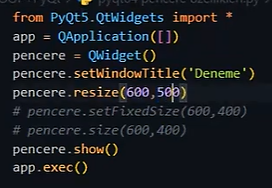 from PyQt5.QtWidgets import *
app = QApplication([])
pencere = QWidget()
pencere.setWindowTitle('Deneme')
pencere.resize(600,500)
# pencere.setFixedSize(600,400)
# pencere.size(600,400)
pencere.show()
app.exec()